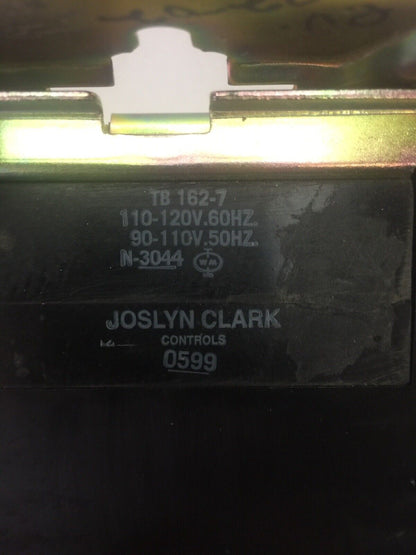 TB 162-7
110-120V.60HZ.
90-110V.50HZ.
N-3044
JOSLYN CLARK
CONTROLS
0599